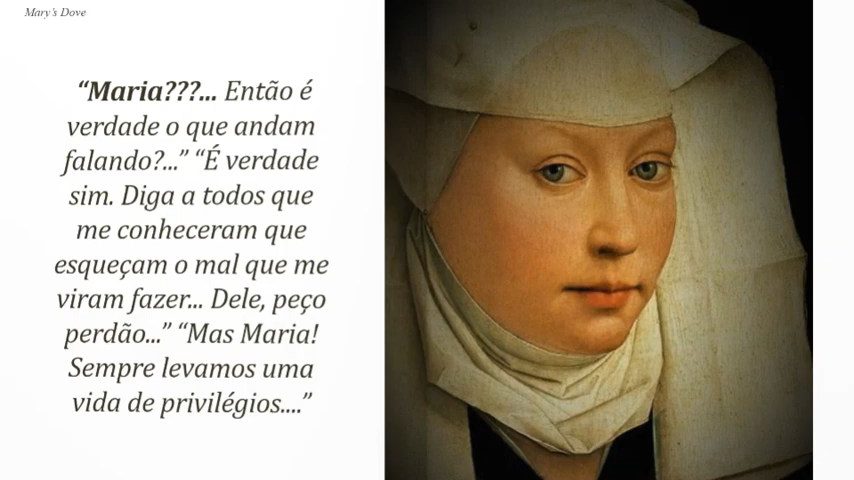 Mary's Dove
“Maria???... Então é
verdade o que andam
falando?...” “É verdade
sim. Diga a todos que
me conheceram que
esqueçam o mal que me
viram fazer... Dele, peço
perdão...” “Mas Maria!
Sempre levamos uma
vida de privilégios....”